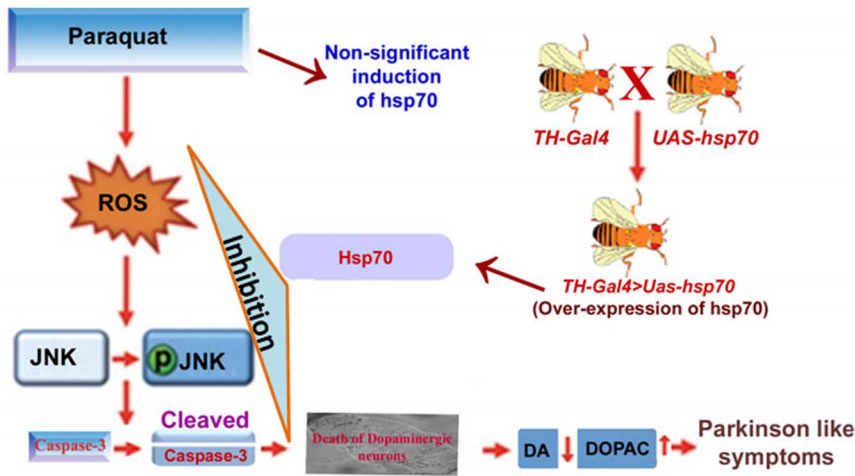 Paraquat
Non-significant
induction
of hsp70
X
TH-Gal4
UAS-hsp70
ROS
Inhibition
Hsp70
TH-Gal4>Uas-hsp70
(Over-expression of hsp70)
JNK
p JNK
Cleaved
Caspase-3
Caspase-3
Death of Dopaminergic
neurons
DA
DOPAC
Parkinson like
symptoms